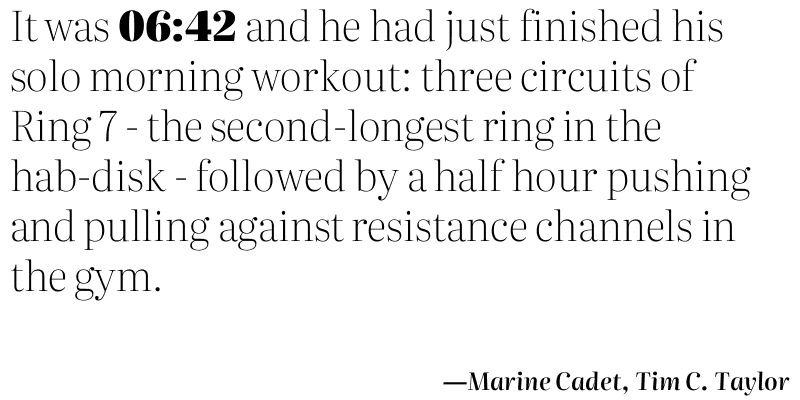 It was 06:42 and he had just finished his
solo morning workout: three circuits of
Ring 7 - the second-longest ring in the
hab-disk - followed by a half hour pushing
and pulling against resistance channels in
the gym.
—Marine Cadet, Tim C. Taylor